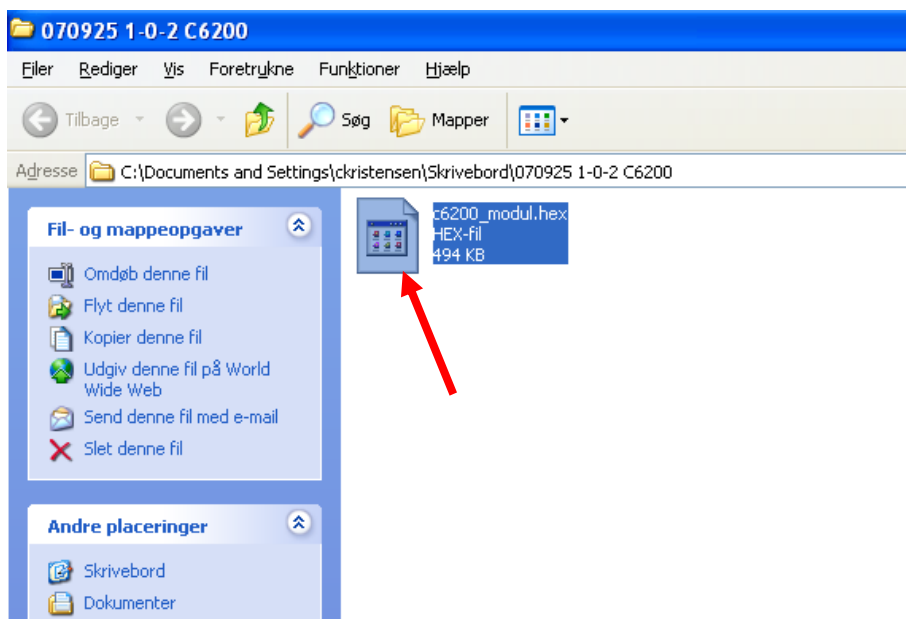 070925 1-0-2 C6200
Filer Rediger Vis Foretrukne Funktioner Hjælp
Tilbage Søg Mapper
Adresse C:\Documents and Settings\ckristensen\Skrivebord\070925 1-0-2 C6200
Fil- og mappeopgaver
Omdøb denne fil
Flyt denne fil
Kopier denne fil
Udgiv denne fil på World
Wide Web
Send denne fil med e-mail
Slet denne fil
Andre placeringer
Skrivebord
Dokumenter
c6200_modul.hex
HEX-fil
494 KB